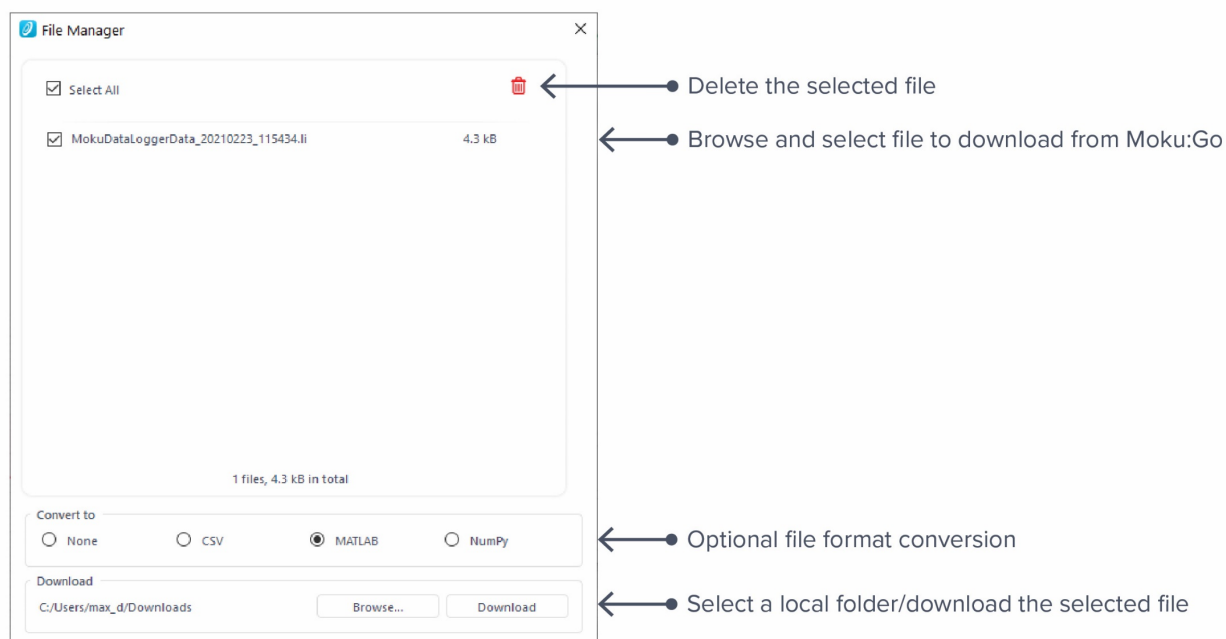 File Manager
Select All
Delete the selected file
MokuDataLoggerData_20210223_115434.li 4.3 kB
Browse and select file to download from Moku:Go
1 files, 4.3 kB in total
Convert to
None CSV MATLAB NumPy
Optional file format conversion
Download
C:/Users/max_d/Downloads Browse... Download
Select a local folder/download the selected file